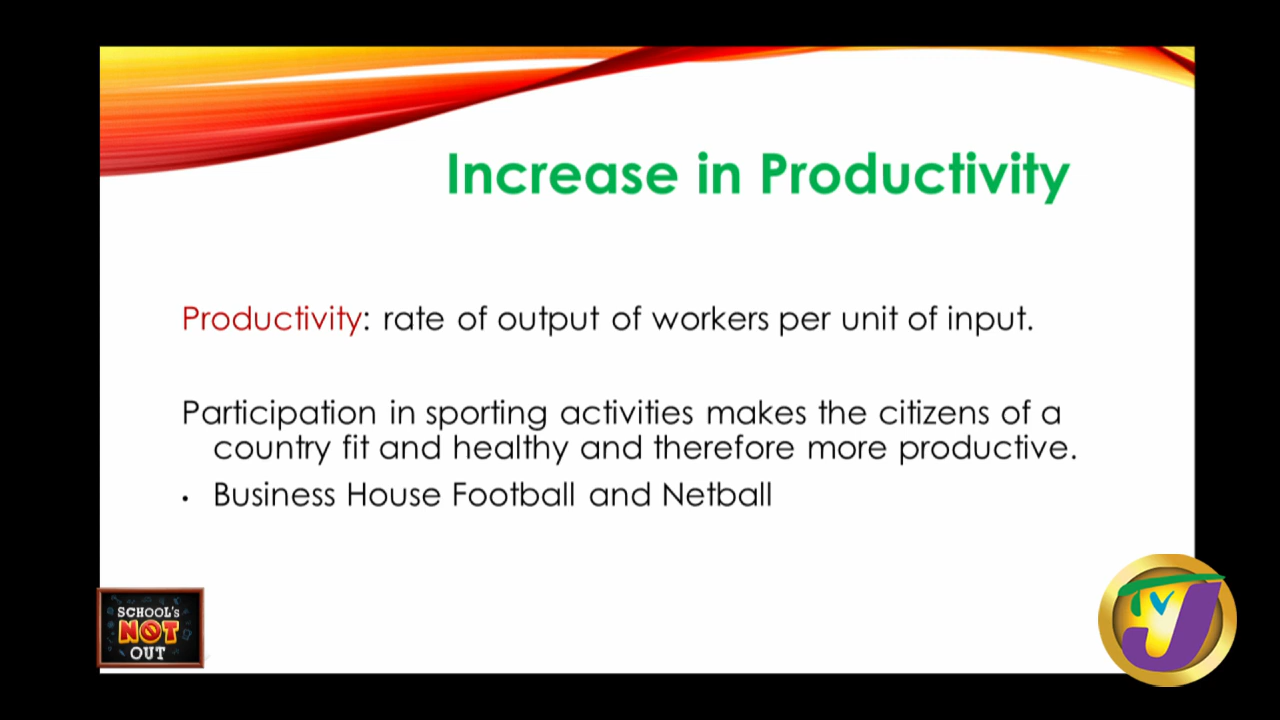 Increase in Productivity
Productivity: rate of output of workers per unit of input.
Participation in sporting activities makes the citizens of a
country fit and healthy and therefore more productive.
• Business House Football and Netball
SCHOOL's
NOT
OUT
TVJ